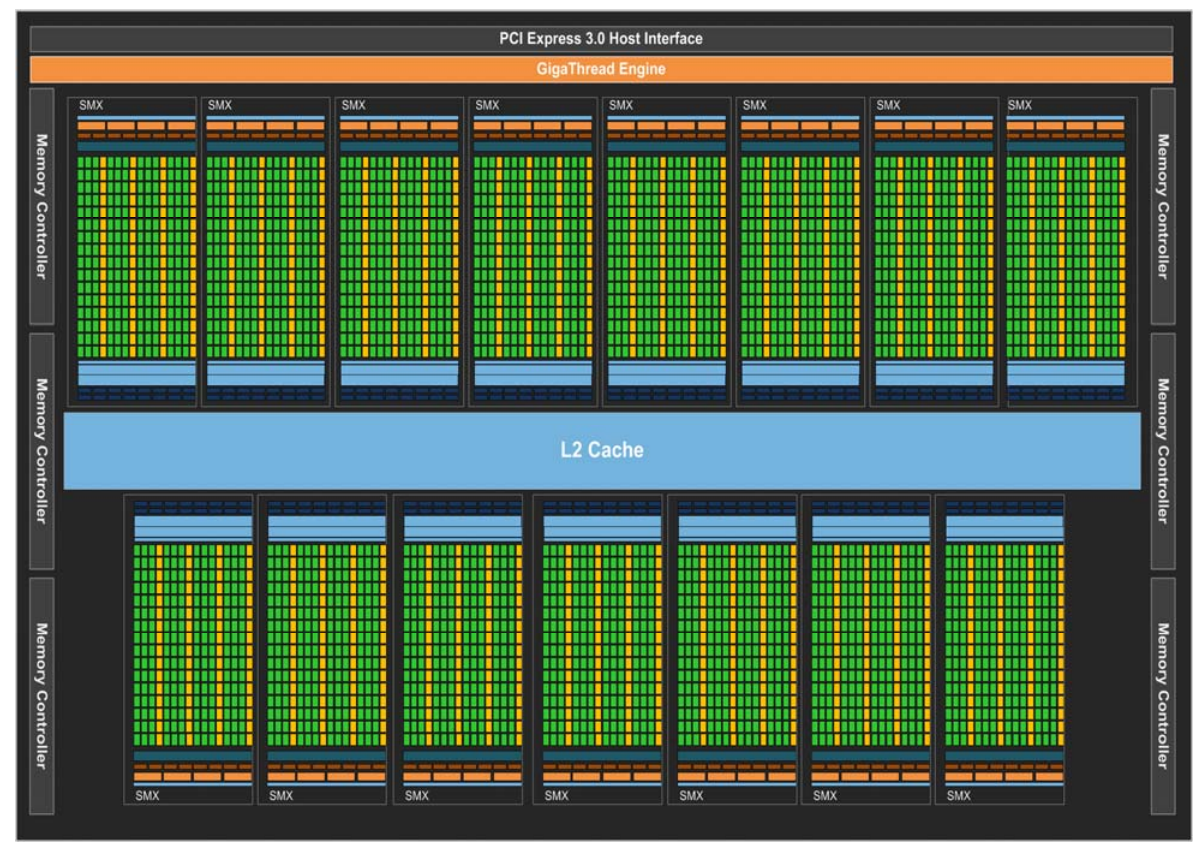 PCI Express 3.0 Host Interface
GigaThread Engine
SMX SMX SMX SMX SMX SMX SMX SMX
Memory Controller
Memory Controller
Memory Controller
L2 Cache
Memory Controller
Memory Controller
Memory Controller
SMX SMX SMX SMX SMX SMX SMX